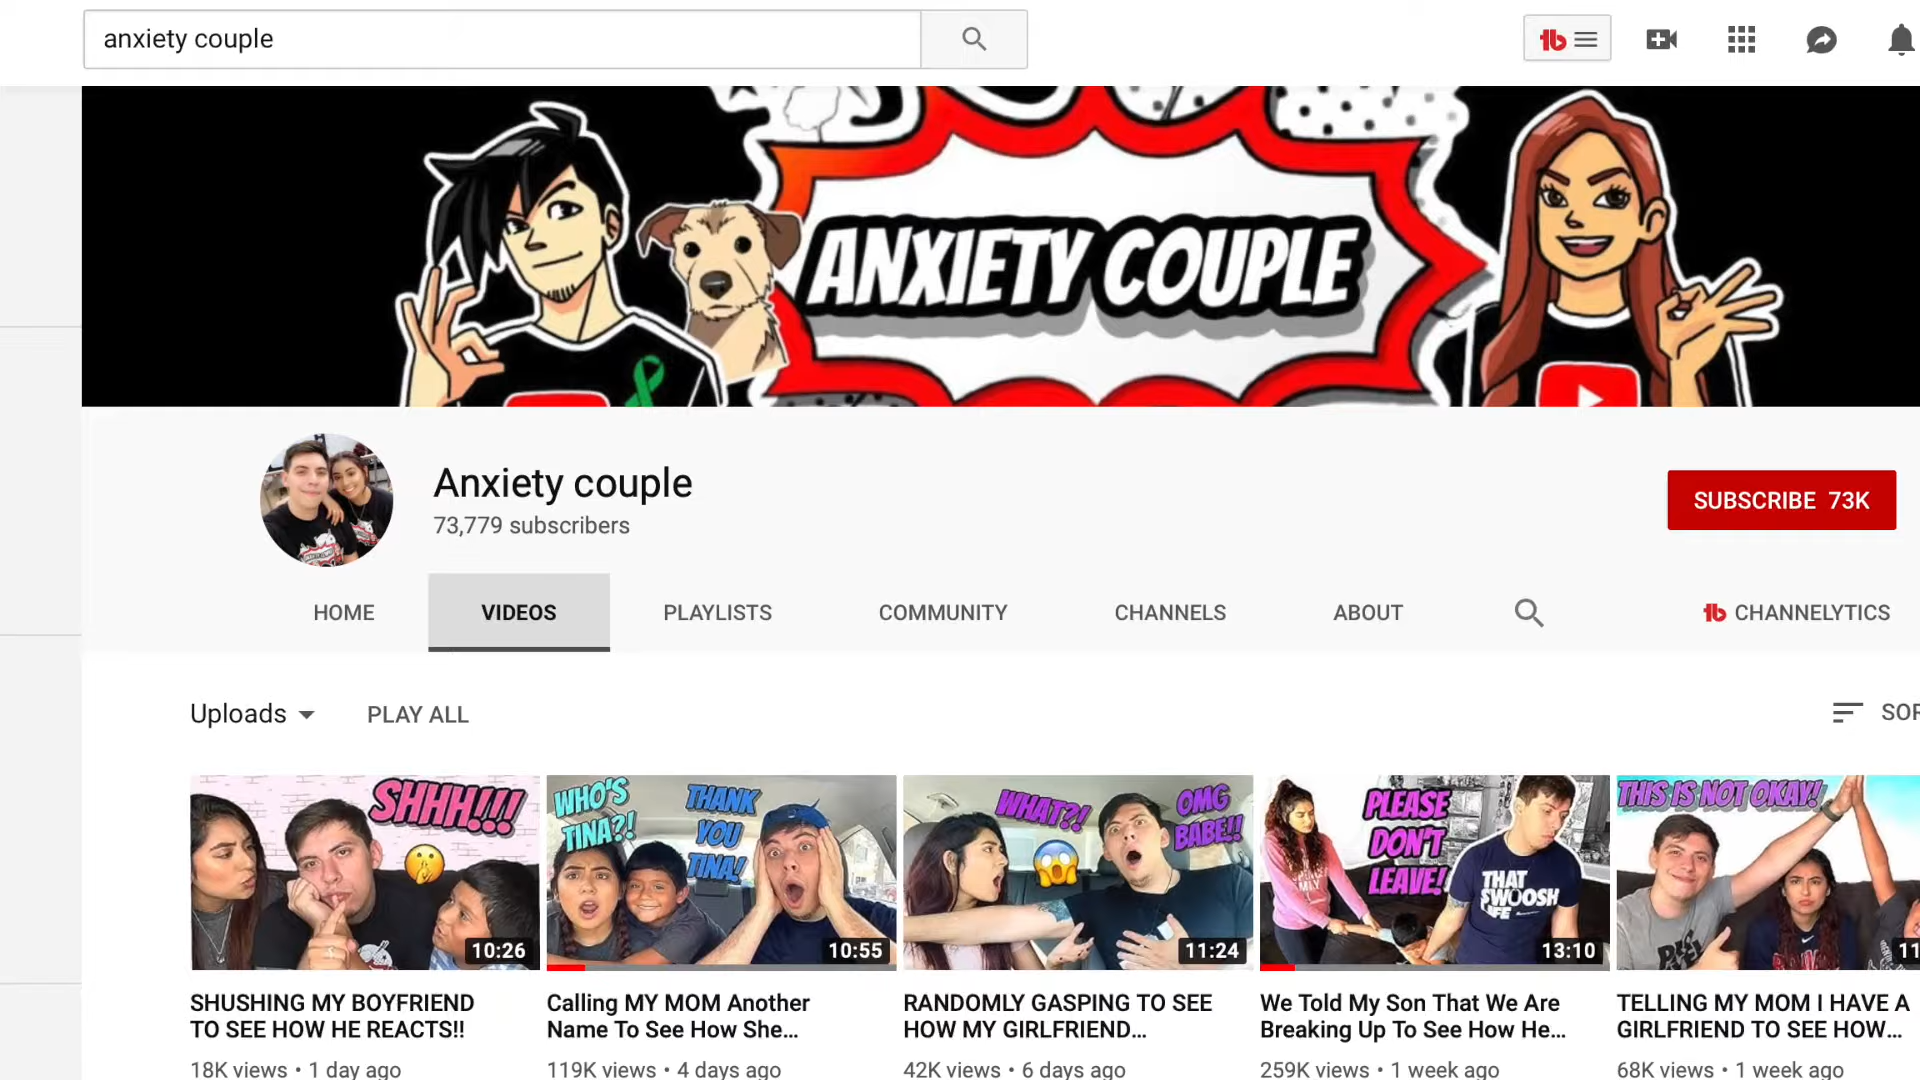 anxiety couple
tb
ANXIETY COUPLE
Anxiety couple
73,779 subscribers
SUBSCRIBE 73K
HOME VIDEOS PLAYLISTS COMMUNITY CHANNELS ABOUT tb CHANNELYTICS
Uploads PLAY ALL
SHHH!!!
10:26
WHO'S
TINA?!
THANK
YOU
TINA!
10:55
WHAT?!
OMG
BABE!!
11:24
PLEASE
DON'T
LEAVE!
THAT
SWOOSH
LIFE
13:10
THIS IS NOT OKAY!
11
SHUSHING MY BOYFRIEND
TO SEE HOW HE REACTS!!
18K views • 1 day ago
Calling MY MOM Another
Name To See How She...
119K views • 4 days ago
RANDOMLY GASPING TO SEE
HOW MY GIRLFRIEND...
42K views • 6 days ago
We Told My Son That We Are
Breaking Up To See How He...
259K views • 1 week ago
TELLING MY MOM I HAVE A
GIRLFRIEND TO SEE HOW...
68K views • 1 week ago